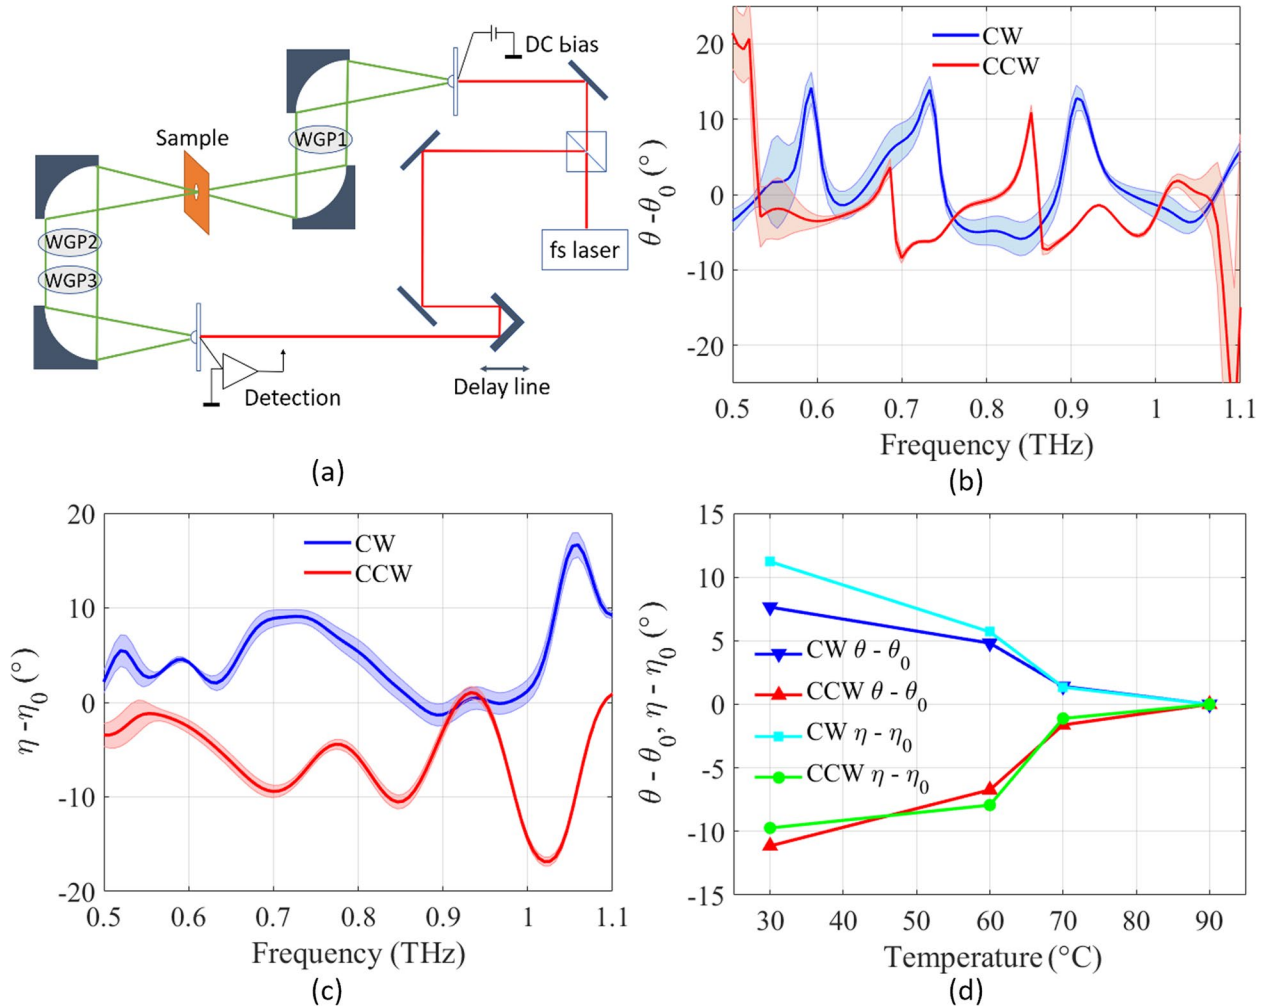 DC bias
WGP1
Sample
WGP2
WGP3
fs laser
Detection
Delay line
(a)
CW
CCW
θ -θ0 (°)
20
10
0
-10
-20
0.5 0.6 0.7 0.8 0.9 1 1.1
Frequency (THz)
(b)
CW
CCW
η -η0 (°)
20
10
0
-10
-20
0.5 0.6 0.7 0.8 0.9 1 1.1
Frequency (THz)
(c)
θ - θ0, η - η0 (°)
15
10
5
0
-5
-10
-15
CW θ - θ0
CCW θ - θ0
CW η - η0
CCW η - η0
30 40 50 60 70 80 90
Temperature (°C)
(d)